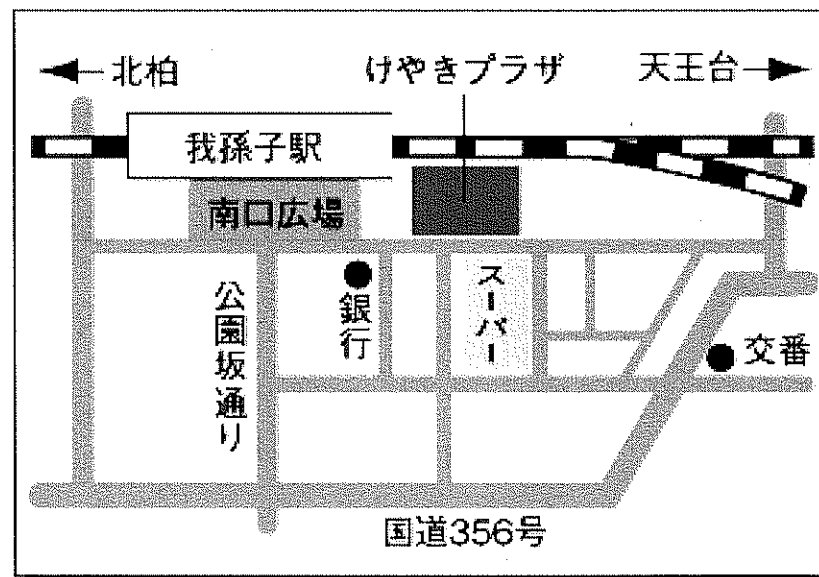 北柏
けやきプラザ
天王台
我孫子駅
南口広場
公園坂通り
銀行
スーパー
交番
国道356号